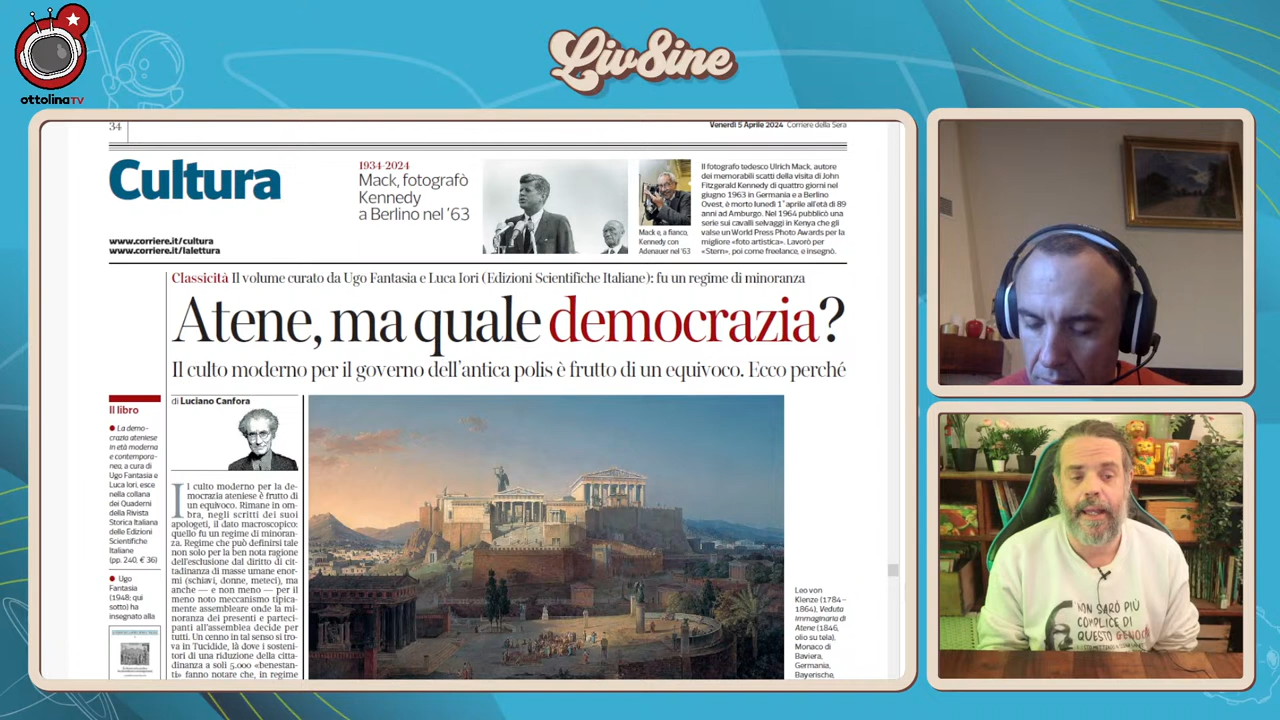 ottolinaTV
Liv8ine
34
Venerdì 5 Aprile 2024 Corriere della Sera
Cultura
www.corriere.it/cultura
www.corriere.it/lalettura
1934-2024
Mack, fotografò
Kennedy
a Berlino nel ’63
Mack e, a fianco,
Kennedy con
Adenauer nel ’63
Il fotografo tedesco Ulrich Mack, autore
dei memorabili scatti della visita di John
Fitzgerald Kennedy di quattro giorni nel
giugno 1963 in Germania e a Berlino
Ovest, è morto lunedì 1° aprile all’età di 89
anni ad Amburgo. Nel 1964 pubblicò una
serie sui cavalli selvaggi in Kenya che gli
valse un World Press Photo Awards per la
migliore «foto artistica». Lavorò per
«Stern», poi come freelance, e insegnò.
Classicità Il volume curato da Ugo Fantasia e Luca Iori (Edizioni Scientifiche Italiane): fu un regime di minoranza
Atene, ma quale democrazia?
Il culto moderno per il governo dell’antica polis è frutto di un equivoco. Ecco perché
Il libro
● La demo-
crazia ateniese
in età moderna
e contempora-
nea, a cura di
Ugo Fantasia e
Luca Iori, esce
nella collana
dei Quaderni
della Rivista
Storica Italiana
delle Edizioni
Scientifiche
Italiane
(pp. 240, € 36)
● Ugo
Fantasia
(1948; qui
sotto) ha
insegnato alla
di Luciano Canfora
Il culto moderno per la de-
mocrazia ateniese è frutto di
un equivoco. Rimane in om-
bra, negli scritti dei suoi
apologeti, il dato macroscopico:
quello fu un regime di minoran-
za. Regime che può definirsi tale
non solo per la ben nota ragione
dell’esclusione dal diritto di cit-
tadinanza di masse umane enor-
mi (schiavi, donne, meteci), ma
anche — e non meno — per il
meno noto meccanismo tipica-
mente assembleare onde la mi-
noranza dei presenti e parteci-
panti all’assemblea decide per
tutti. Un cenno in tal senso si tro-
va in Tucidide, là dove i sosteni-
tori di una riduzione della citta-
dinanza a soli 5.000 «benestan-
ti» fanno notare che, in regime
Leo von
Klenze (1784–
1864), Veduta
immaginaria di
Atene (1846,
olio su tela),
Monaco di
Baviera,
Germania,
Bayerische,
NON SARÒ PIÙ
COMPLICE DI
QUESTO GENOCI